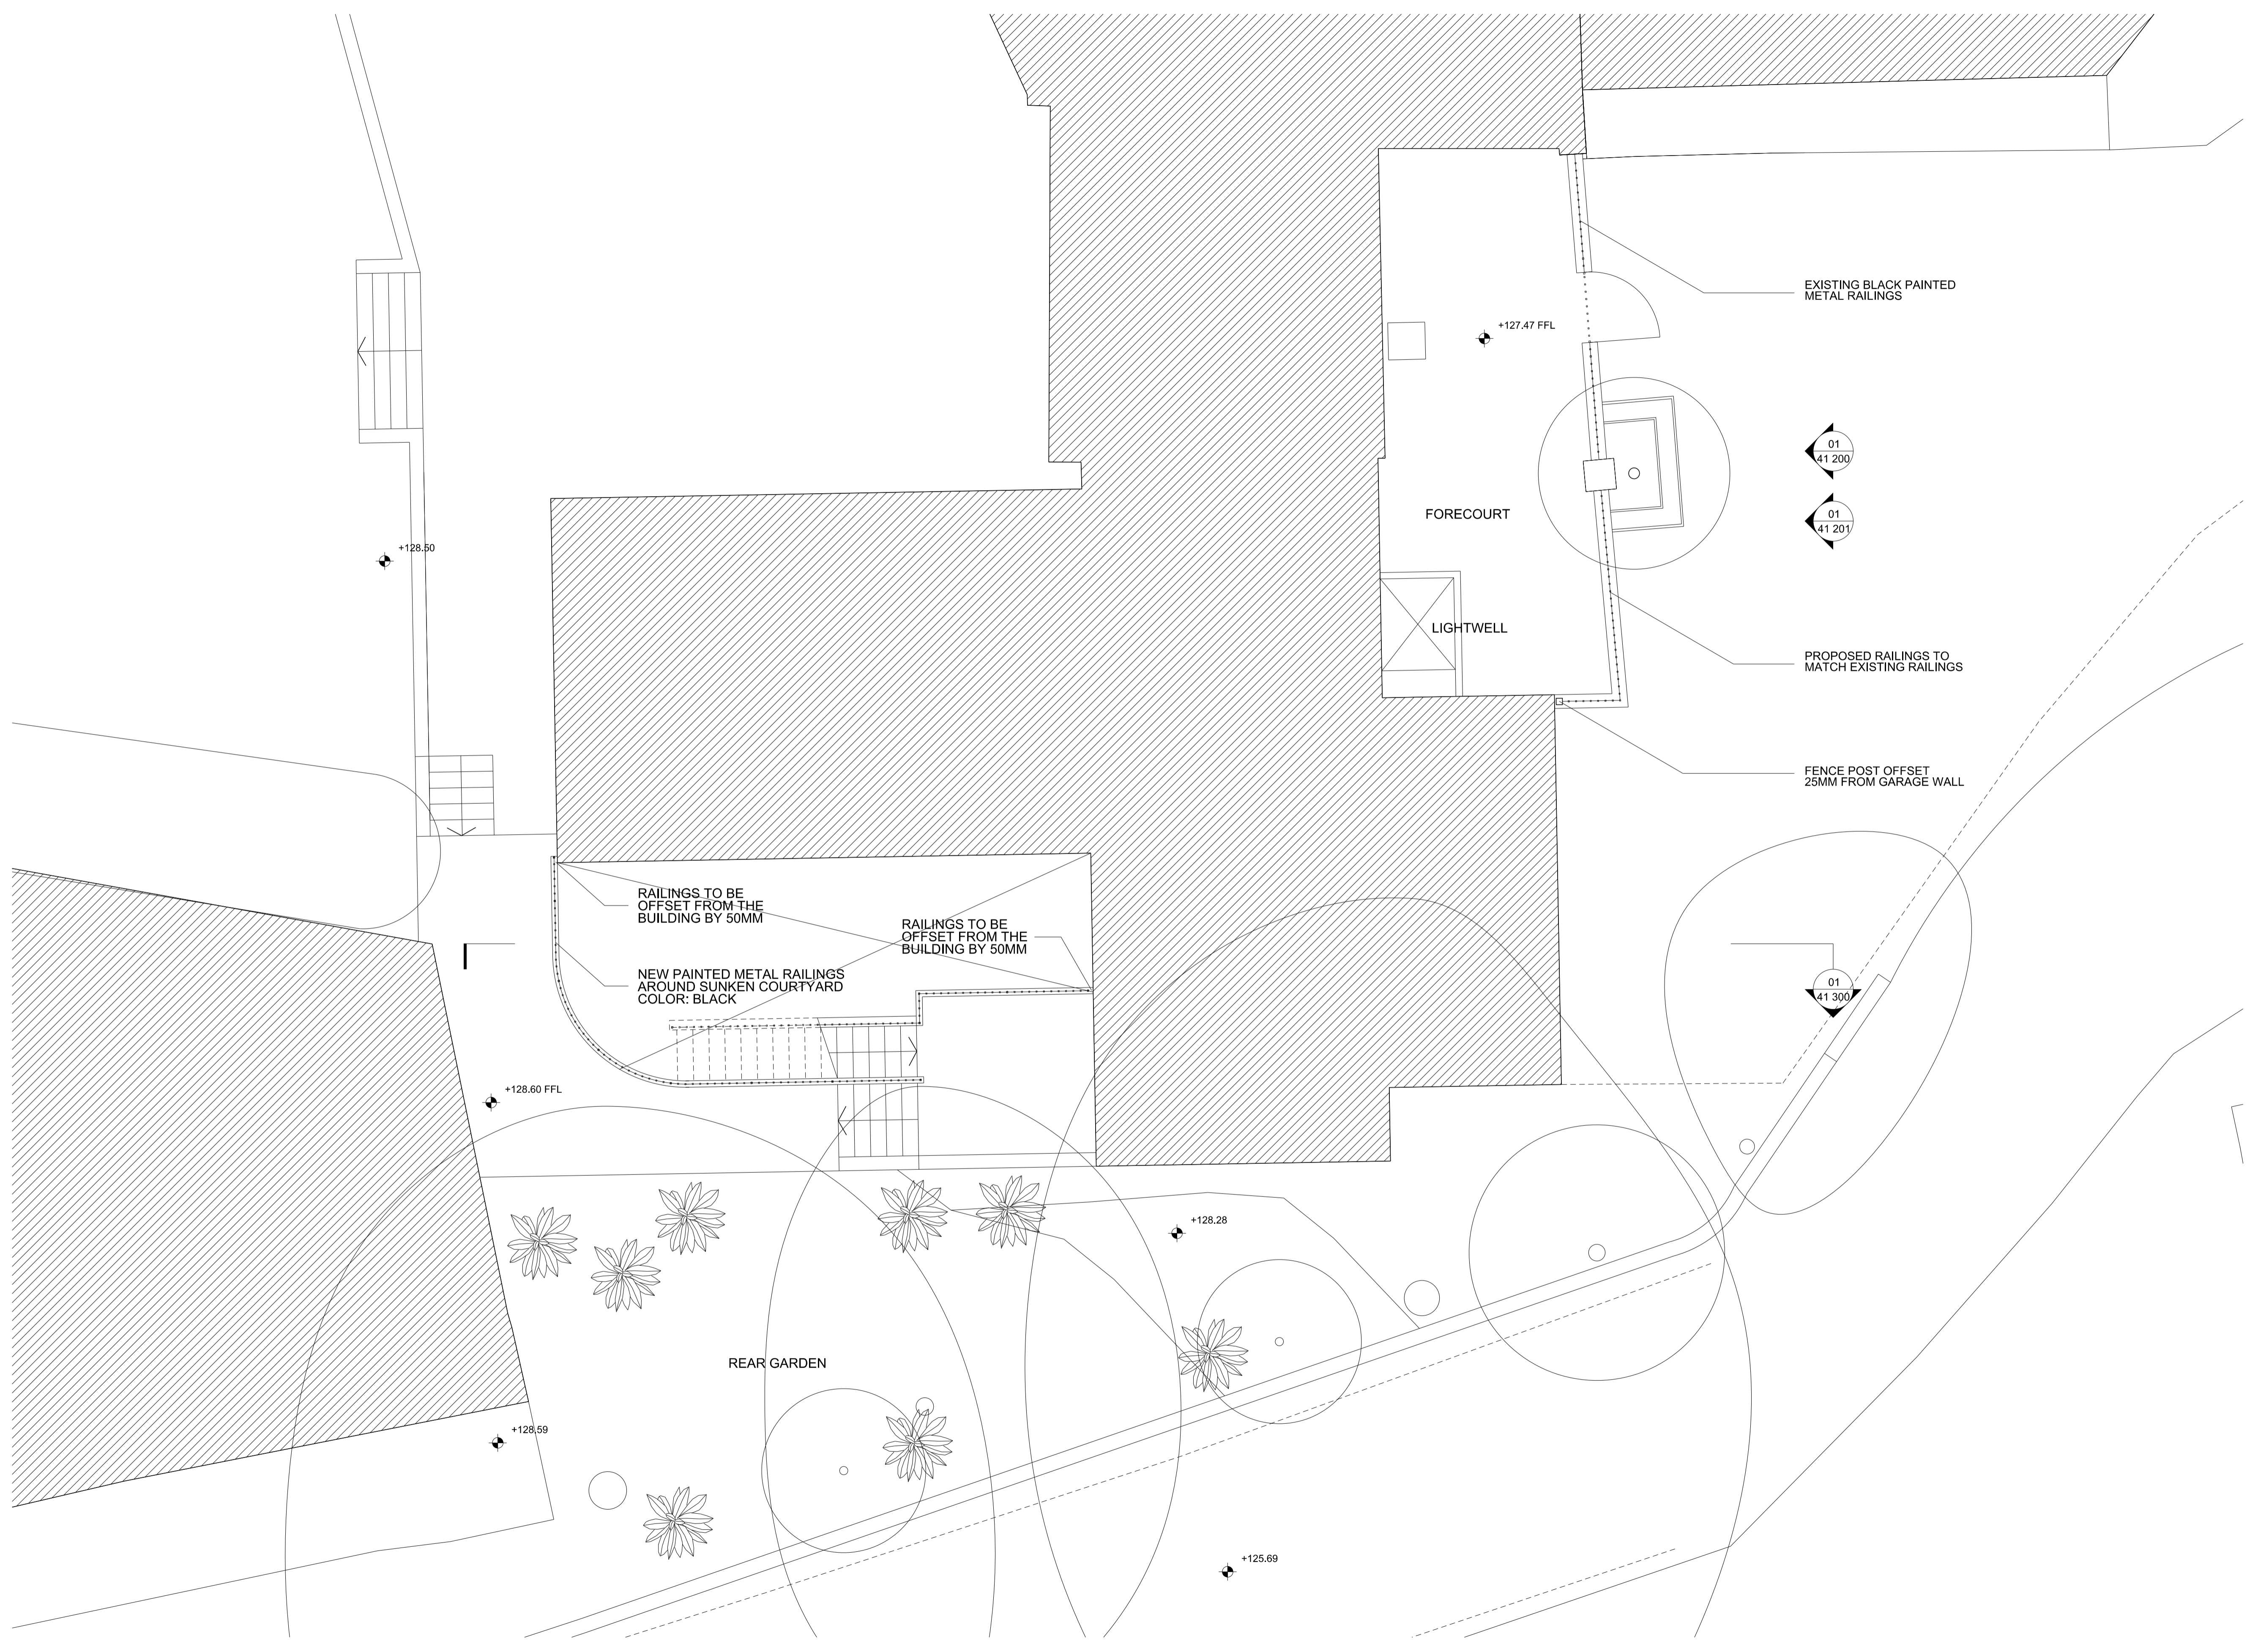 EXISTING BLACK PAINTED
METAL RAILINGS
+127.47 FFL
01
41 200
FORECOURT
01
41 201
+128.50
LIGHTWELL
PROPOSED RAILINGS TO
MATCH EXISTING RAILINGS
FENCE POST OFFSET
25MM FROM GARAGE WALL
RAILINGS TO BE
OFFSET FROM THE
BUILDING BY 50MM
RAILINGS TO BE
OFFSET FROM THE
BUILDING BY 50MM
NEW PAINTED METAL RAILINGS
AROUND SUNKEN COURTYARD
COLOR: BLACK
01
41 300
+128.60 FFL
+128.28
REAR GARDEN
+128.59
+125.69